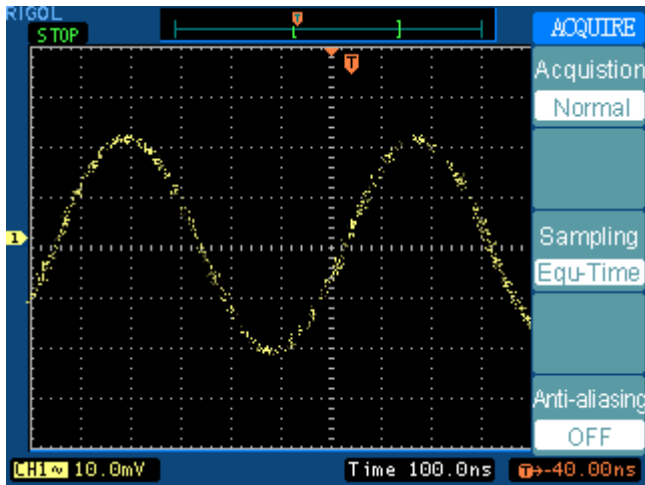 RIGOL
STOP
T
T
ACQUIRE
Acquistion
Normal
1
Sampling
Equ-Time
Anti-aliasing
OFF
CH1~ 10.0mV
Time 100.0ns
T→-40.00ns